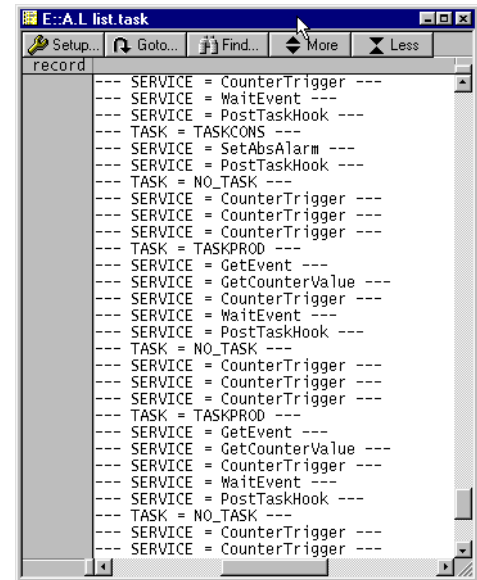 E::A.L list.task
Setup... Goto... Find... More Less
record
--- SERVICE = CounterTrigger ---
--- SERVICE = WaitEvent ---
--- SERVICE = PostTaskHook ---
--- TASK = TASKCONS ---
--- SERVICE = SetAbsAlarm ---
--- SERVICE = PostTaskHook ---
--- TASK = NO_TASK ---
--- SERVICE = CounterTrigger ---
--- SERVICE = CounterTrigger ---
--- SERVICE = CounterTrigger ---
--- TASK = TASKPROD ---
--- SERVICE = GetEvent ---
--- SERVICE = GetCounterValue ---
--- SERVICE = CounterTrigger ---
--- SERVICE = WaitEvent ---
--- SERVICE = PostTaskHook ---
--- TASK = NO_TASK ---
--- SERVICE = CounterTrigger ---
--- SERVICE = CounterTrigger ---
--- SERVICE = CounterTrigger ---
--- TASK = TASKPROD ---
--- SERVICE = GetEvent ---
--- SERVICE = GetCounterValue ---
--- SERVICE = CounterTrigger ---
--- SERVICE = WaitEvent ---
--- SERVICE = PostTaskHook ---
--- TASK = NO_TASK ---
--- SERVICE = CounterTrigger ---
--- SERVICE = CounterTrigger ---